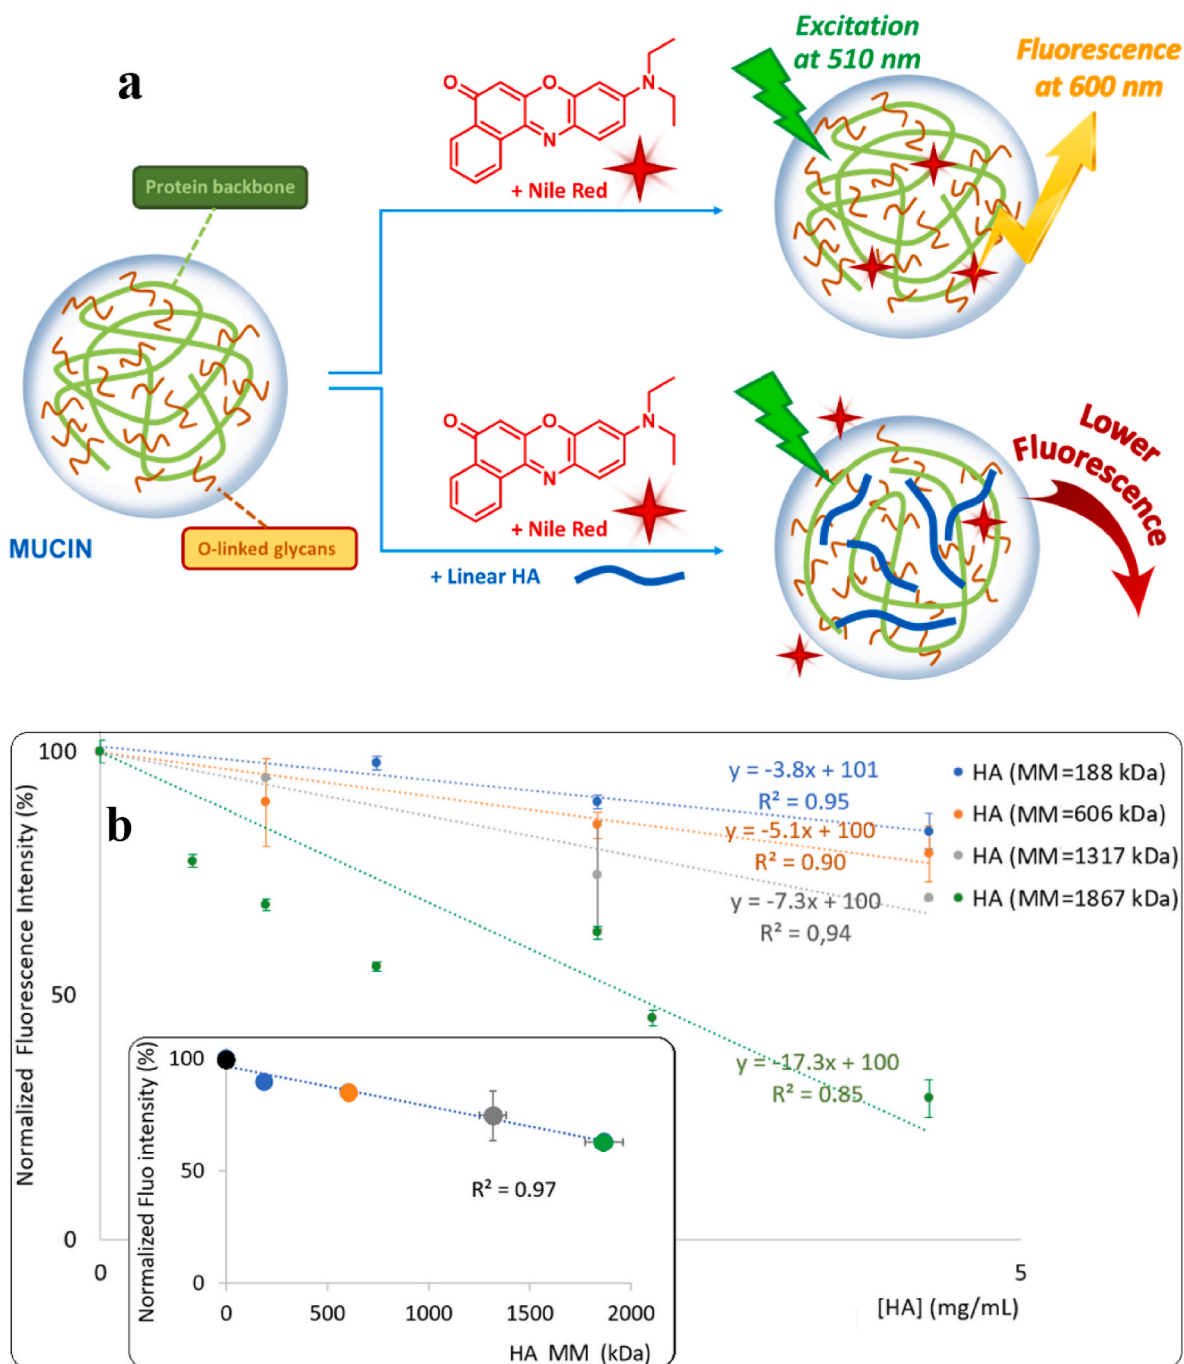 a
Excitation
at 510 nm
Fluorescence
at 600 nm
O
O
N
N
+ Nile Red
Protein backbone
MUCIN
O-linked glycans
O
O
N
N
+ Nile Red
+ Linear HA
Lower
Fluorescence
b
Normalized Fluorescence Intensity (%)
100
50
0
0
5
[HA] (mg/mL)
y = -3.8x + 101
R² = 0.95
y = -5.1x + 100
R² = 0.90
y = -7.3x + 100
R² = 0,94
y = -17.3x + 100
R² = 0.85
HA (MM=188 kDa)
HA (MM=606 kDa)
HA (MM=1317 kDa)
HA (MM=1867 kDa)
Normalized Fluo intensity (%)
100
50
0
0
500
1000
1500
2000
R² = 0.97
HA MM (kDa)